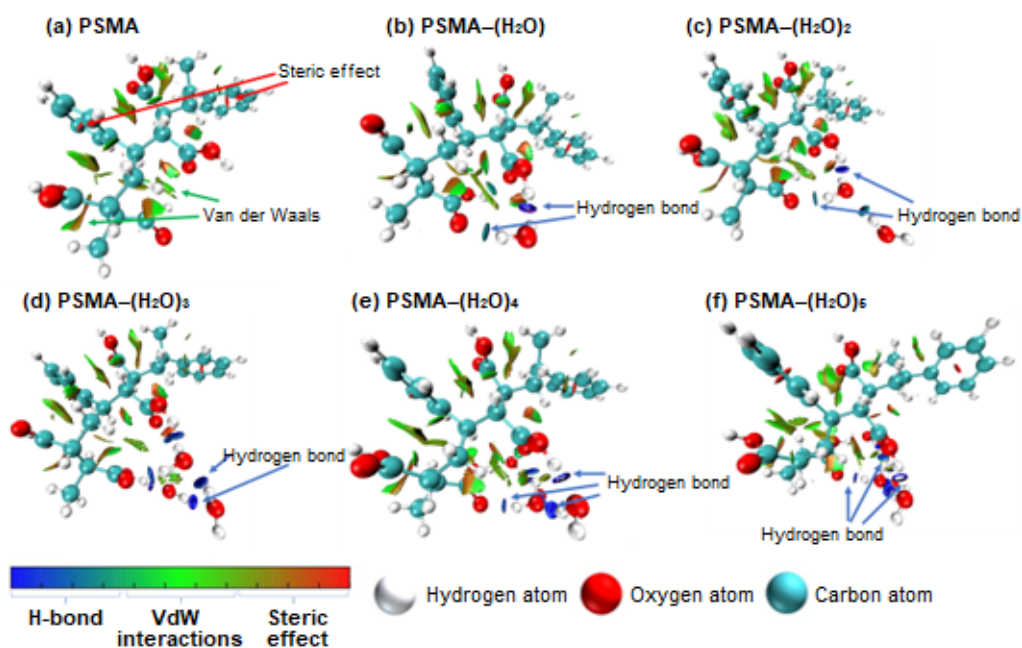 (a) PSMA
(b) PSMA–(H₂O)
(c) PSMA–(H₂O)₂
Steric effect
Van der Waals
Hydrogen bond
Hydrogen bond
(d) PSMA–(H₂O)₃
(e) PSMA–(H₂O)₄
(f) PSMA–(H₂O)₅
Hydrogen bond
Hydrogen bond
Hydrogen bond
H-bond
VdW
interactions
Steric
effect
Hydrogen atom
Oxygen atom
Carbon atom